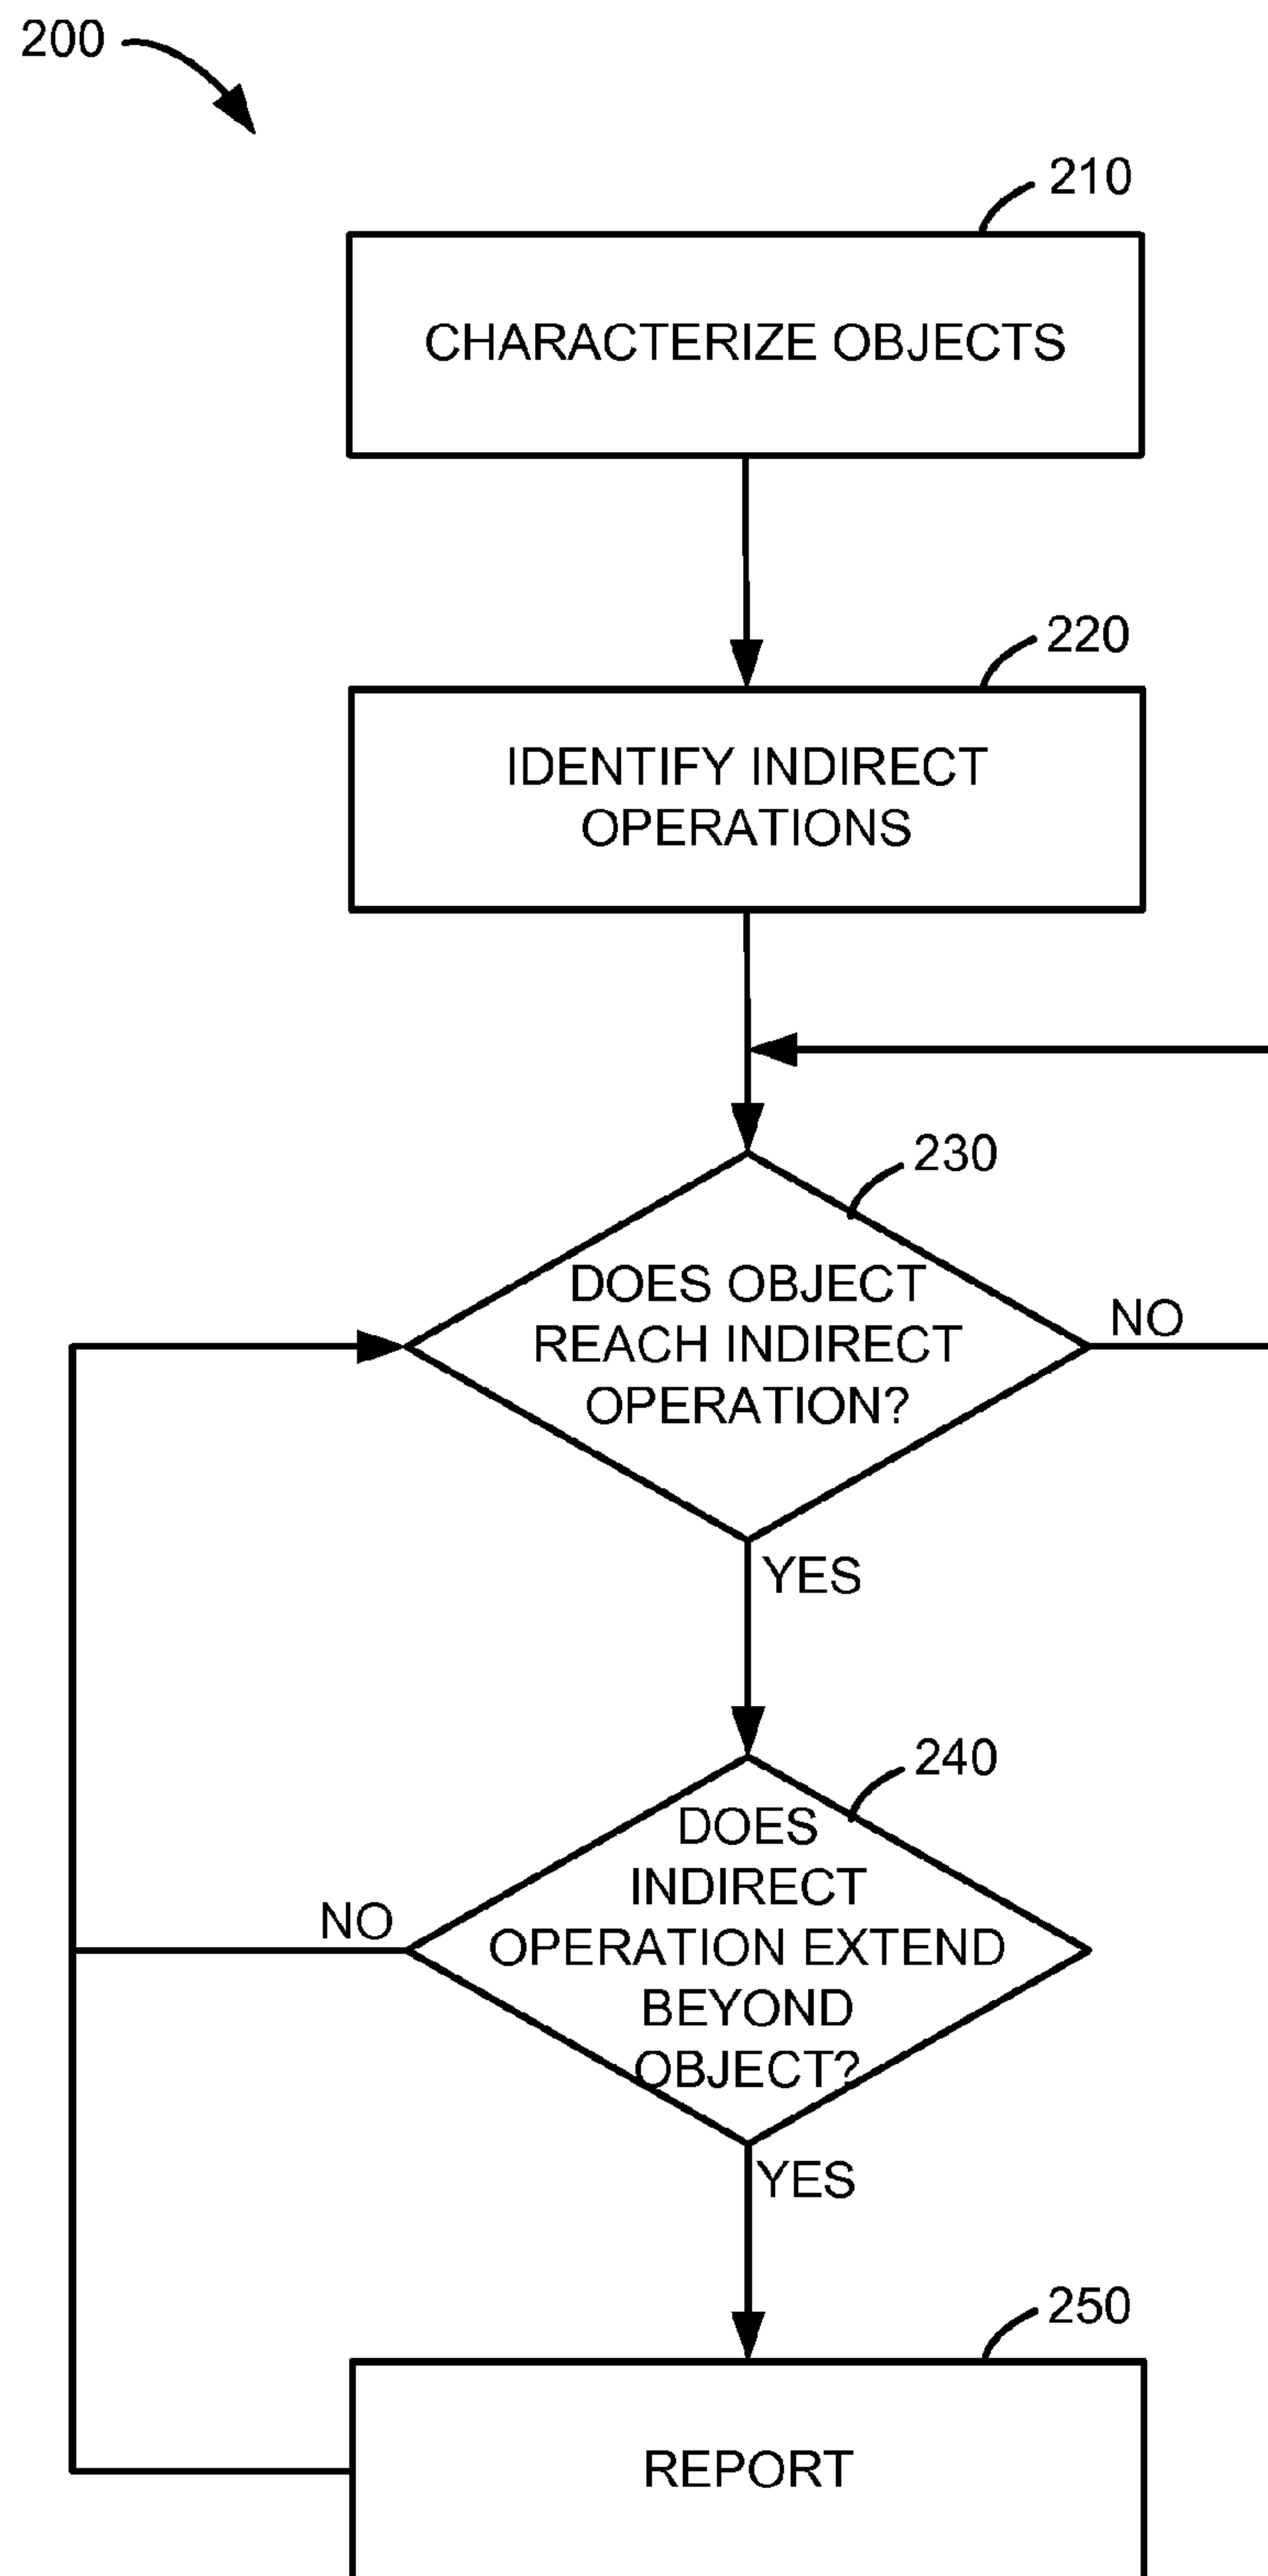 200
210
CHARACTERIZE OBJECTS
220
IDENTIFY INDIRECT
OPERATIONS
230
DOES OBJECT
REACH INDIRECT
OPERATION?
NO
YES
240
DOES
INDIRECT
OPERATION EXTEND
BEYOND
OBJECT?
NO
YES
250
REPORT